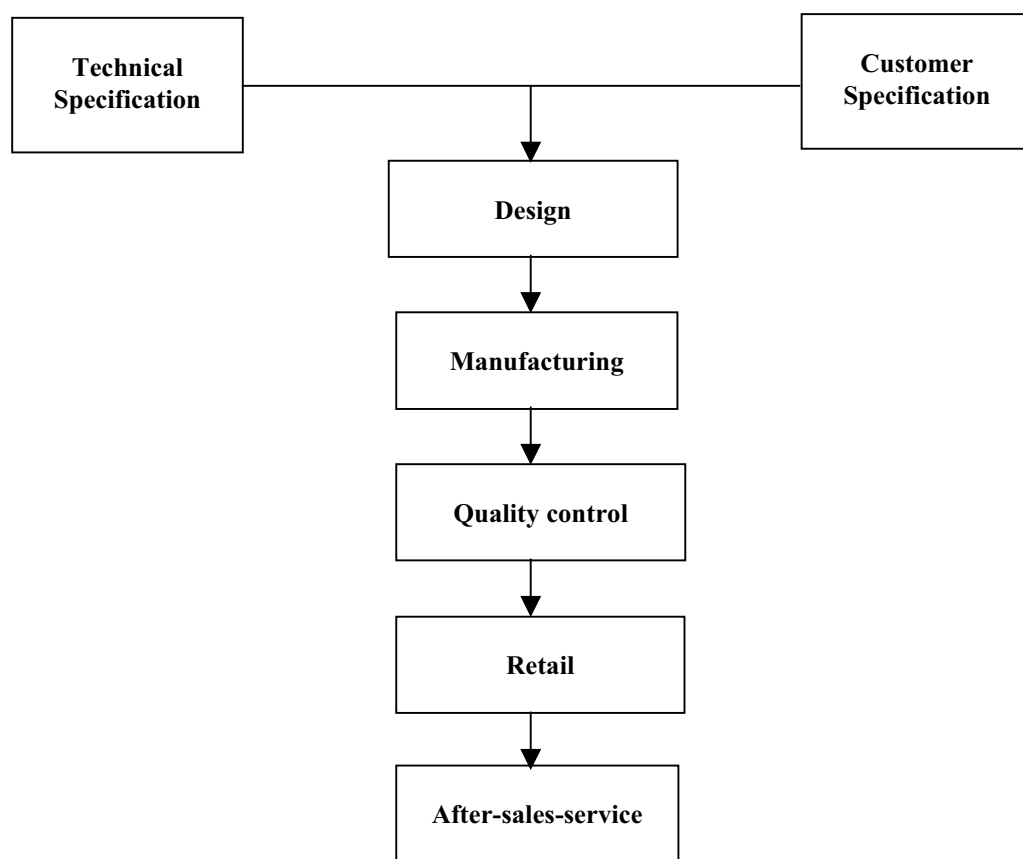 Technical
Specification
Customer
Specification
Design
Manufacturing
Quality control
Retail
After-sales-service